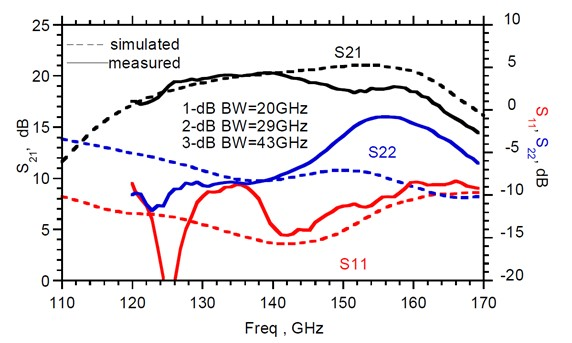 25
20
15
10
5
0
S21, dB
simulated
measured
S21
1-dB BW=20GHz
2-dB BW=29GHz
3-dB BW=43GHz
S22
S11
10
5
0
-5
-10
-15
-20
S11, S22, dB
110
120
130
140
150
160
170
Freq , GHz